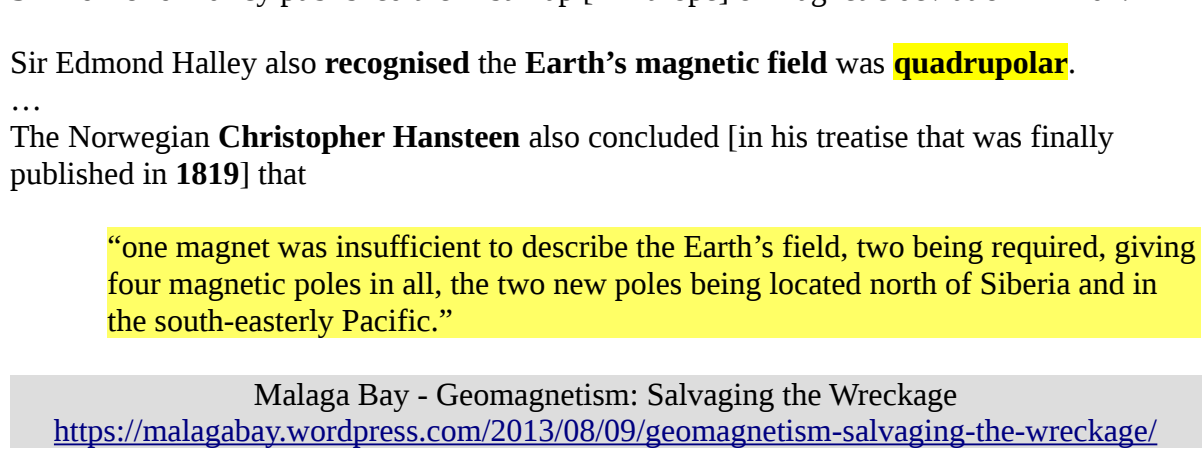 Sir Edmond Halley also recognised the Earth’s magnetic field was quadrupolar.
…
The Norwegian Christopher Hansteen also concluded [in his treatise that was finally
published in 1819] that
“one magnet was insufficient to describe the Earth’s field, two being required, giving
four magnetic poles in all, the two new poles being located north of Siberia and in
the south-easterly Pacific.”
Malaga Bay - Geomagnetism: Salvaging the Wreckage
https://malagabay.wordpress.com/2013/08/09/geomagnetism-salvaging-the-wreckage/